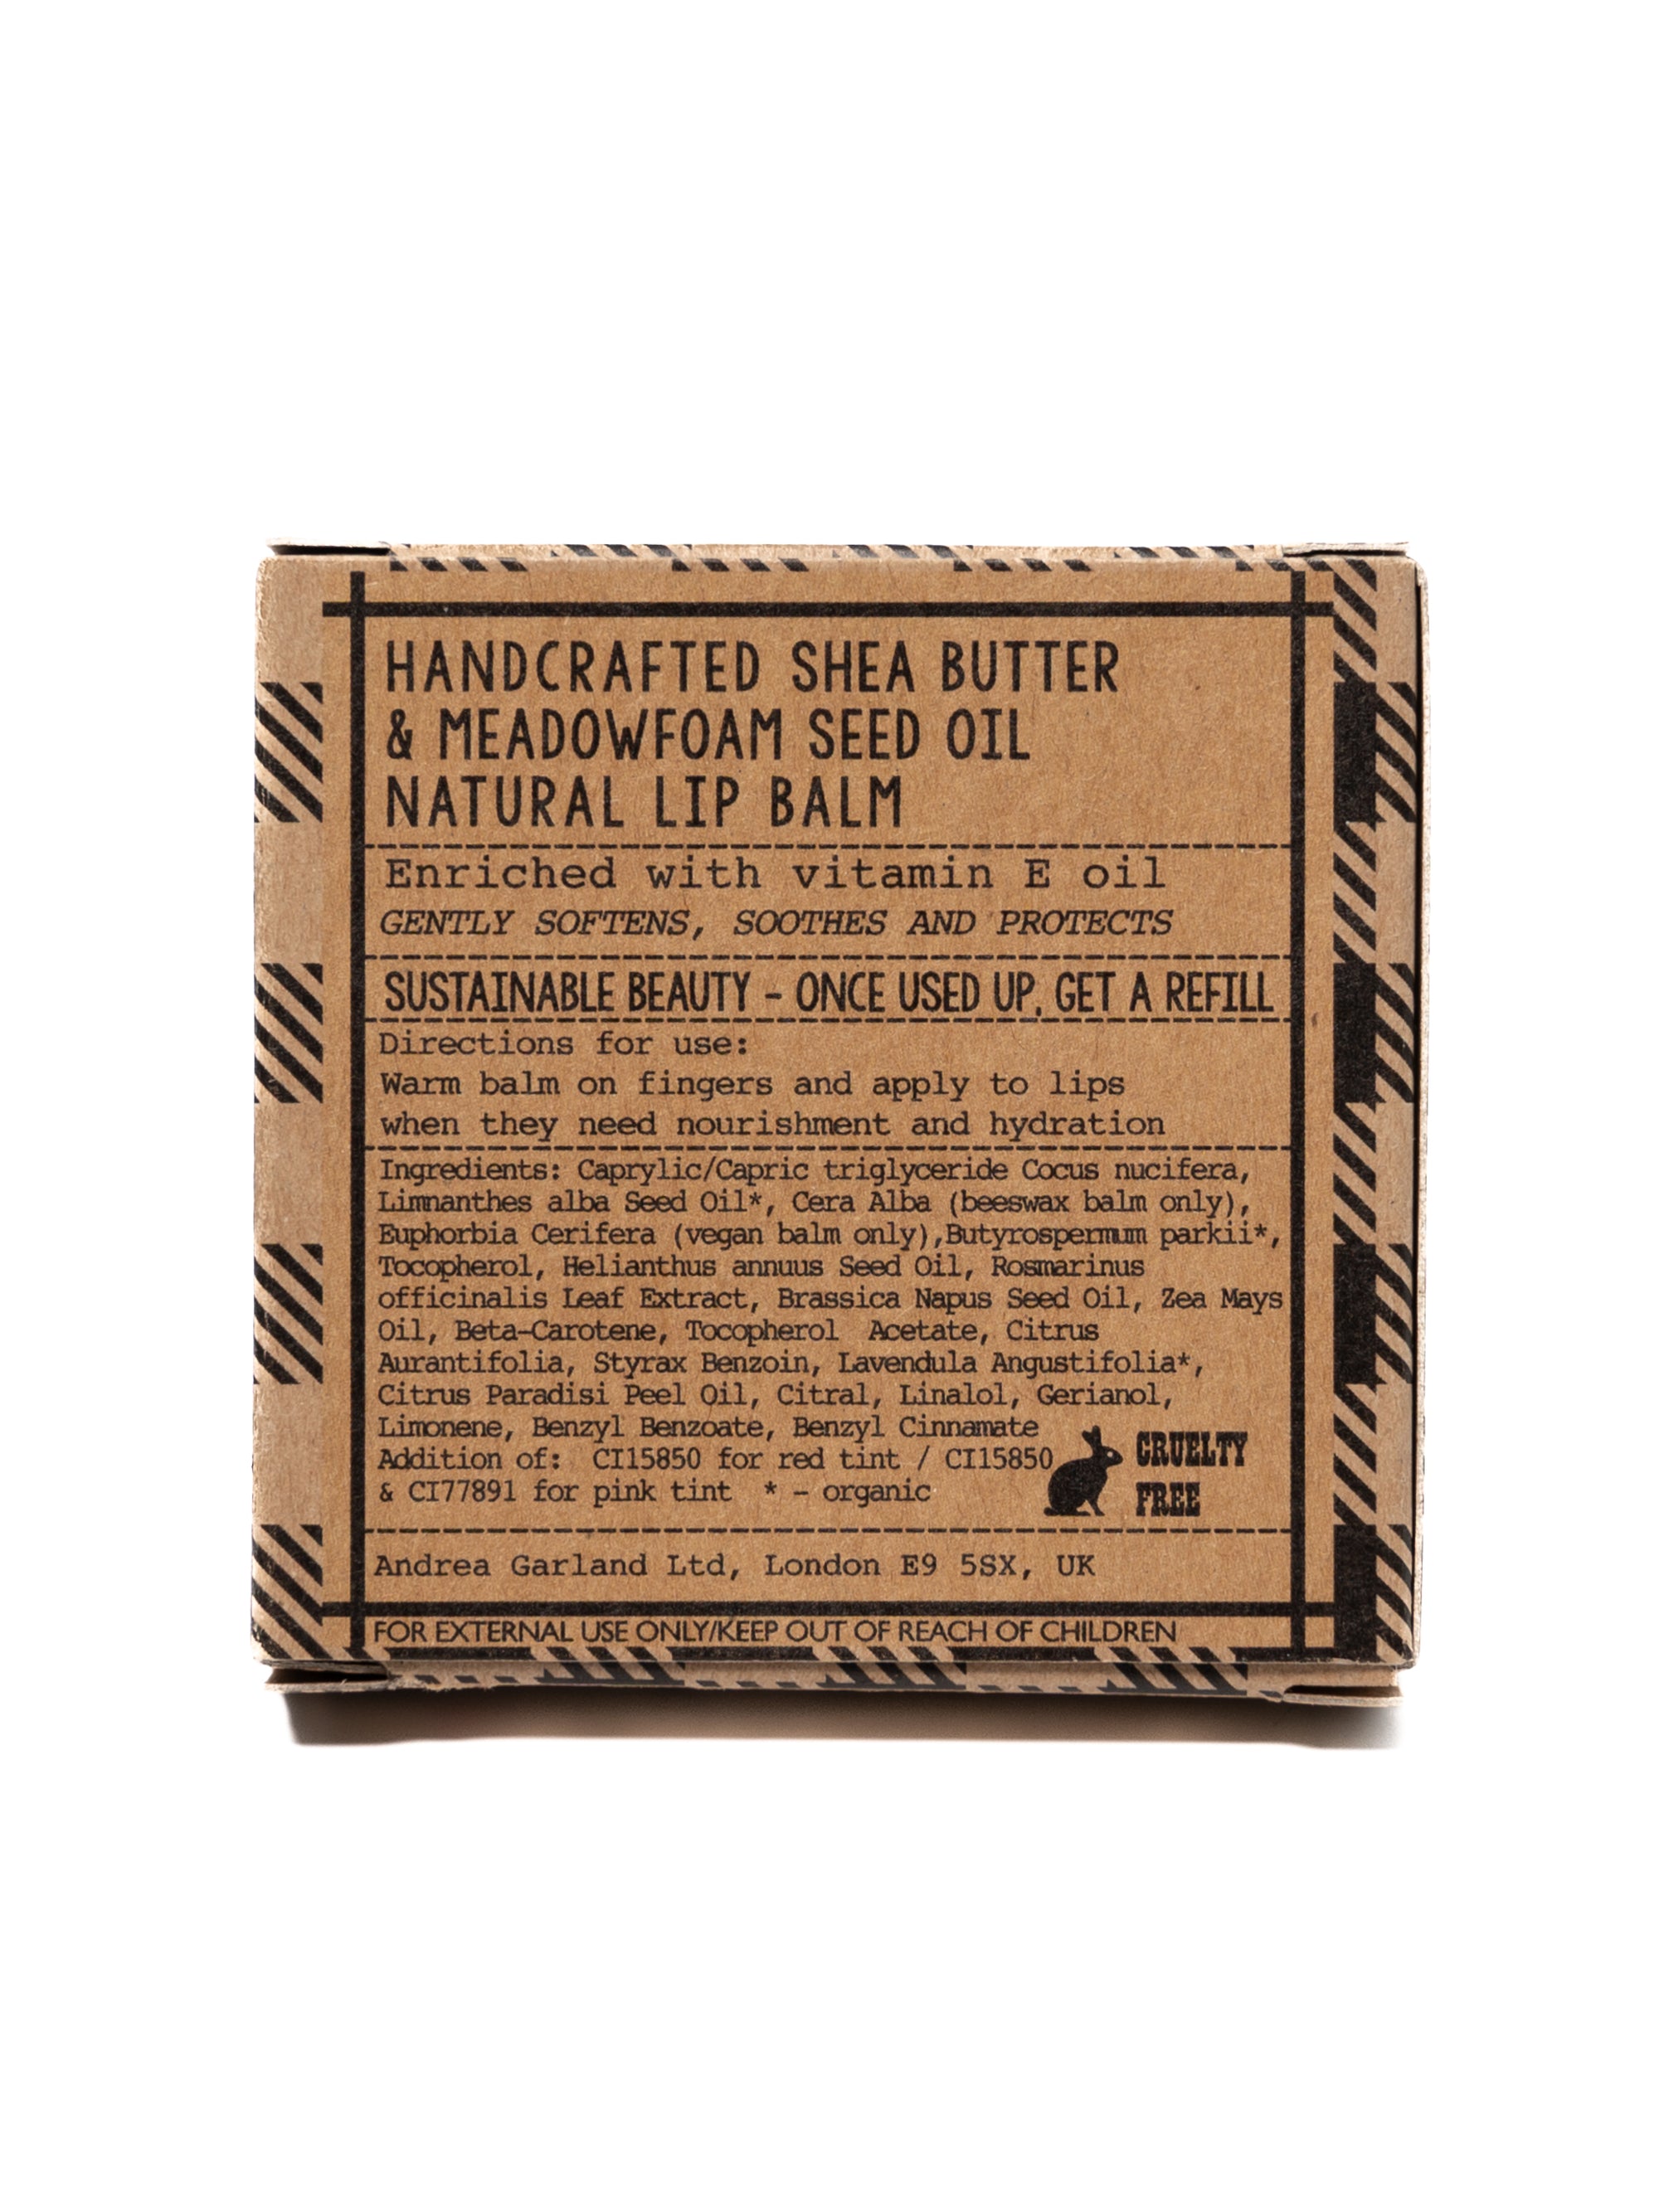 HANDCRAFTED SHEA BUTTER
& MEADOWFOAM SEED OIL
NATURAL LIP BALM
Enriched with vitamin E oil
GENTLY SOFTENS, SOOTHES AND PROTECTS
SUSTAINABLE BEAUTY - ONCE USED UP, GET A REFILL
Directions for use:
Warm balm on fingers and apply to lips
when they need nourishment and hydration
Ingredients: Caprylic/Capric triglyceride Cocus nucifera,
Limnanthes alba Seed Oil*, Cera Alba (beeswax balm only),
Euphorbia Cerifera (vegan balm only),Butyrospermum parkii*,
Tocopherol, Helianthus annuus Seed Oil, Rosmarinus
officinalis Leaf Extract, Brassica Napus Seed Oil, Zea Mays
Oil, Beta-Carotene, Tocopherol Acetate, Citrus
Aurantifolia, Styrax Benzoin, Lavendula Angustifolia*,
Citrus Paradisi Peel Oil, Citral, Linalol, Gerianol,
Limonene, Benzyl Benzoate, Benzyl Cinnamate
Addition of: CI15850 for red tint / CI15850
& CI77891 for pink tint * - organic
CRUELTY
FREE
Andrea Garland Ltd, London E9 5SX, UK
FOR EXTERNAL USE ONLY/KEEP OUT OF REACH OF CHILDREN